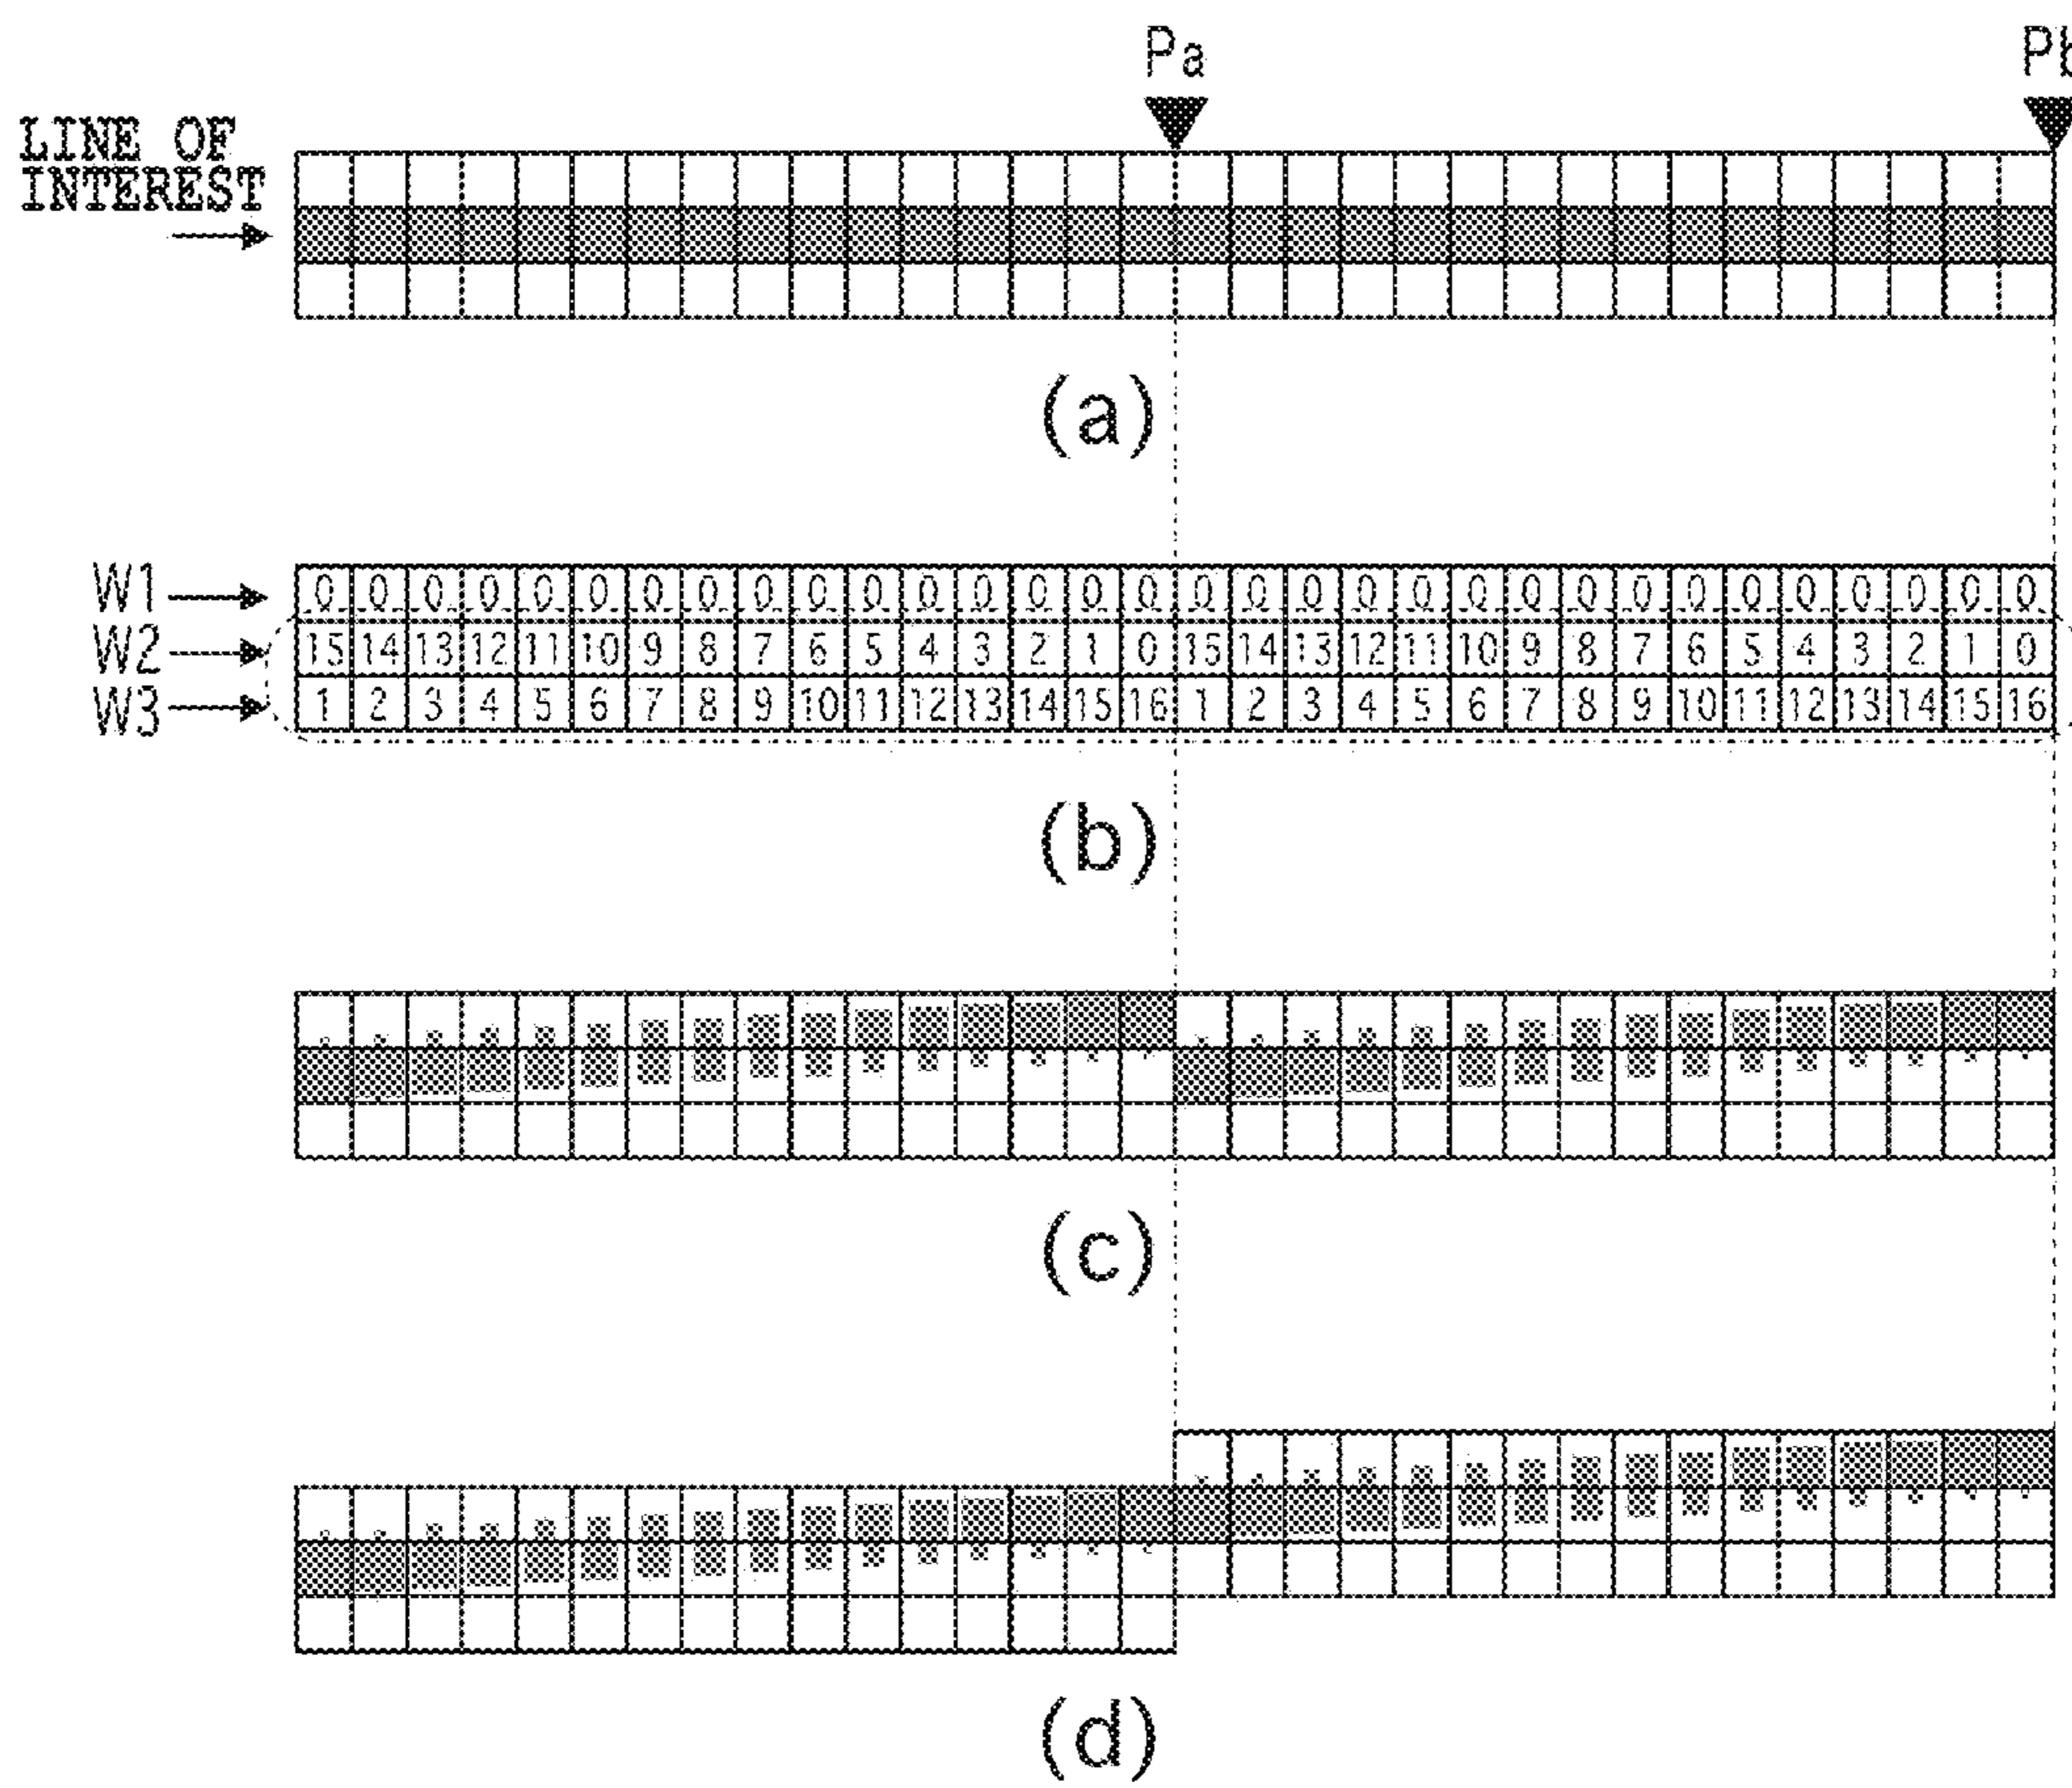 Pa Pb
LINE OF
INTEREST
(a)
W1 0 0 0 0 0 0 0 0 0 0 0 0 0 0 0 0 0 0 0 0 0 0 0 0 0 0 0 0 0 0 0 0
W2 15 14 13 12 11 10 9 8 7 6 5 4 3 2 1 0 15 14 13 12 11 10 9 8 7 6 5 4 3 2 1 0
W3 1 2 3 4 5 6 7 8 9 10 11 12 13 14 15 16 1 2 3 4 5 6 7 8 9 10 11 12 13 14 15 16
(b)
(c)
(d)